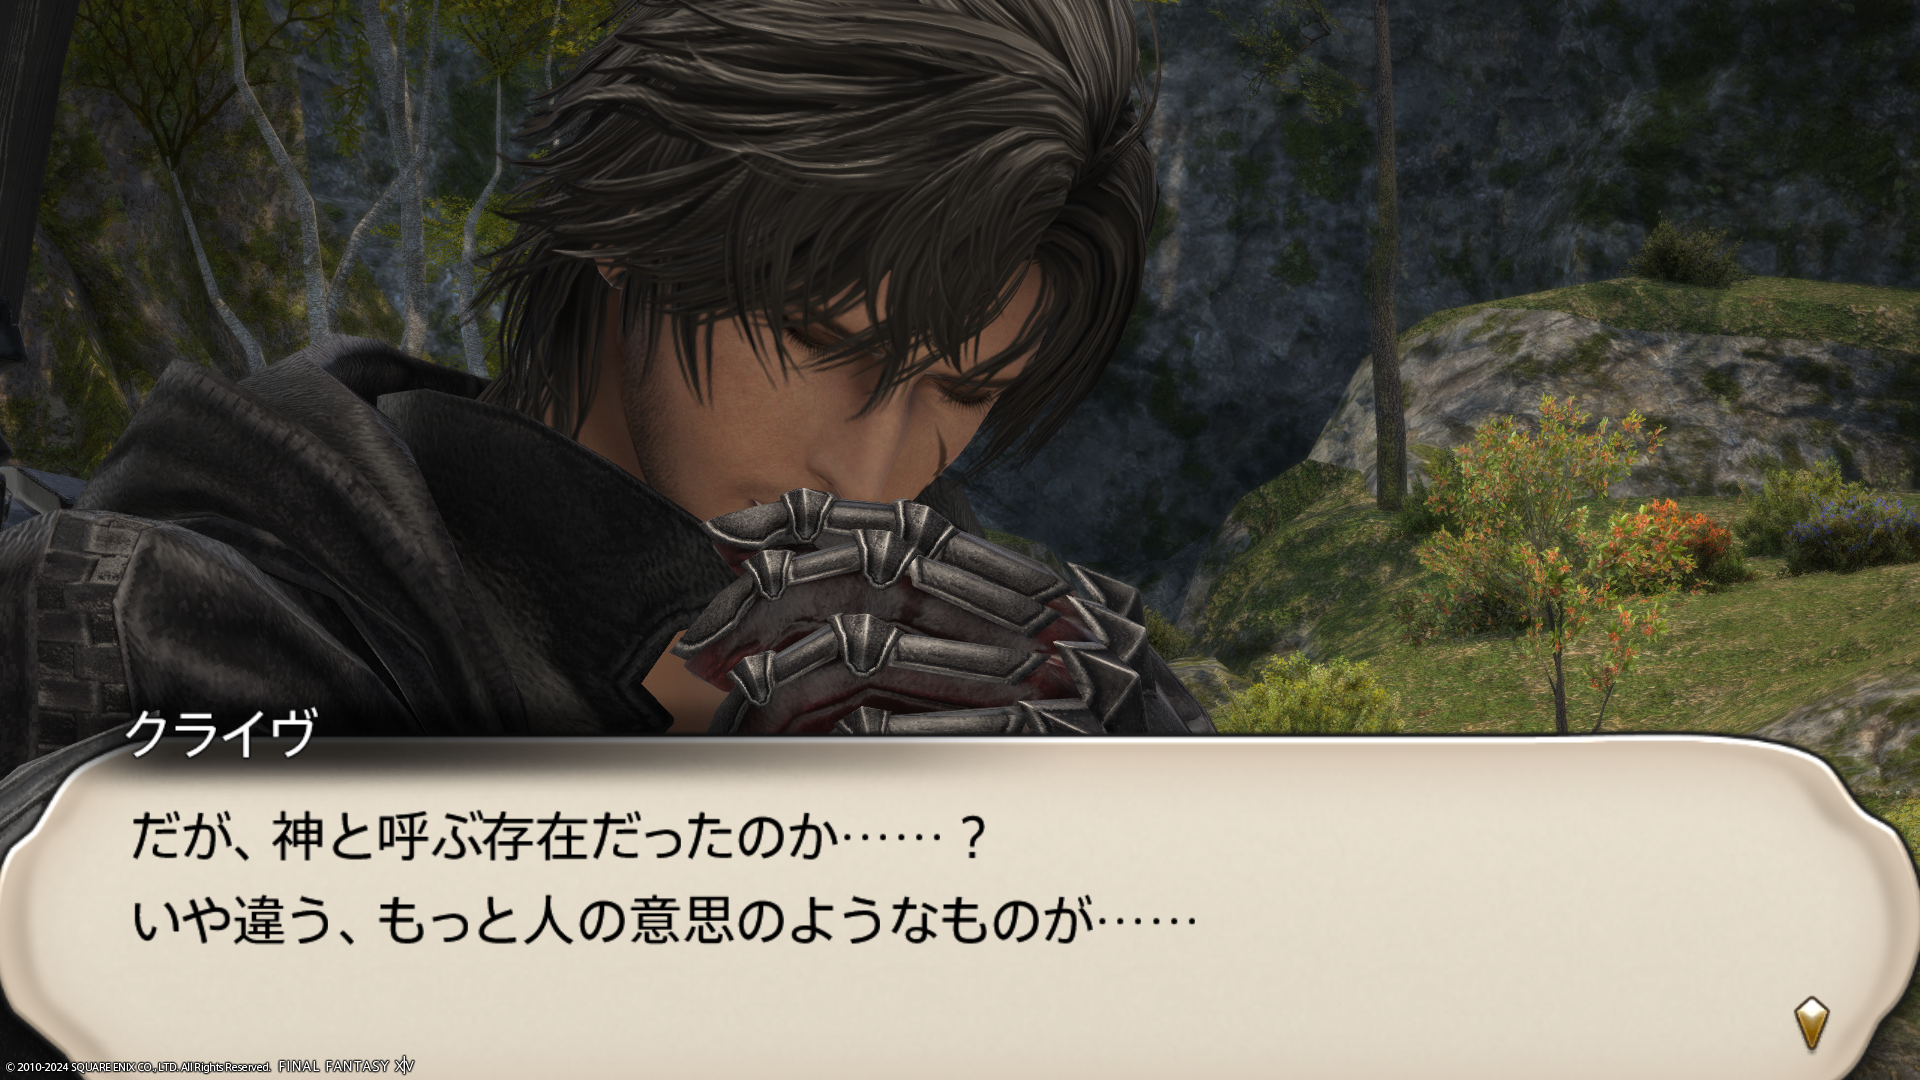 クライヴ
だが、神と呼ぶ存在だったのか……？
いや違う、もっと人の意思のようなものが……
© 2010-2024 SQUARE ENIX CO., LTD. All Rights Reserved. FINAL FANTASY XIV